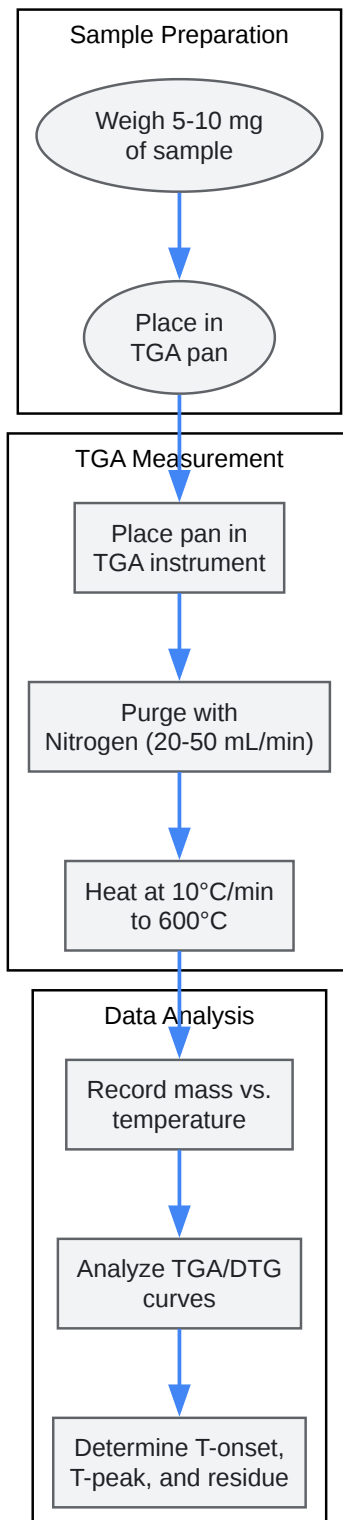 Sample Preparation
Weigh 5-10 mg
of sample
Place in
TGA pan
TGA Measurement
Place pan in
TGA instrument
Purge with
Nitrogen (20-50 mL/min)
Heat at 10°C/min
to 600°C
Data Analysis
Record mass vs.
temperature
Analyze TGA/DTG
curves
Determine T-onset,
T-peak, and residue